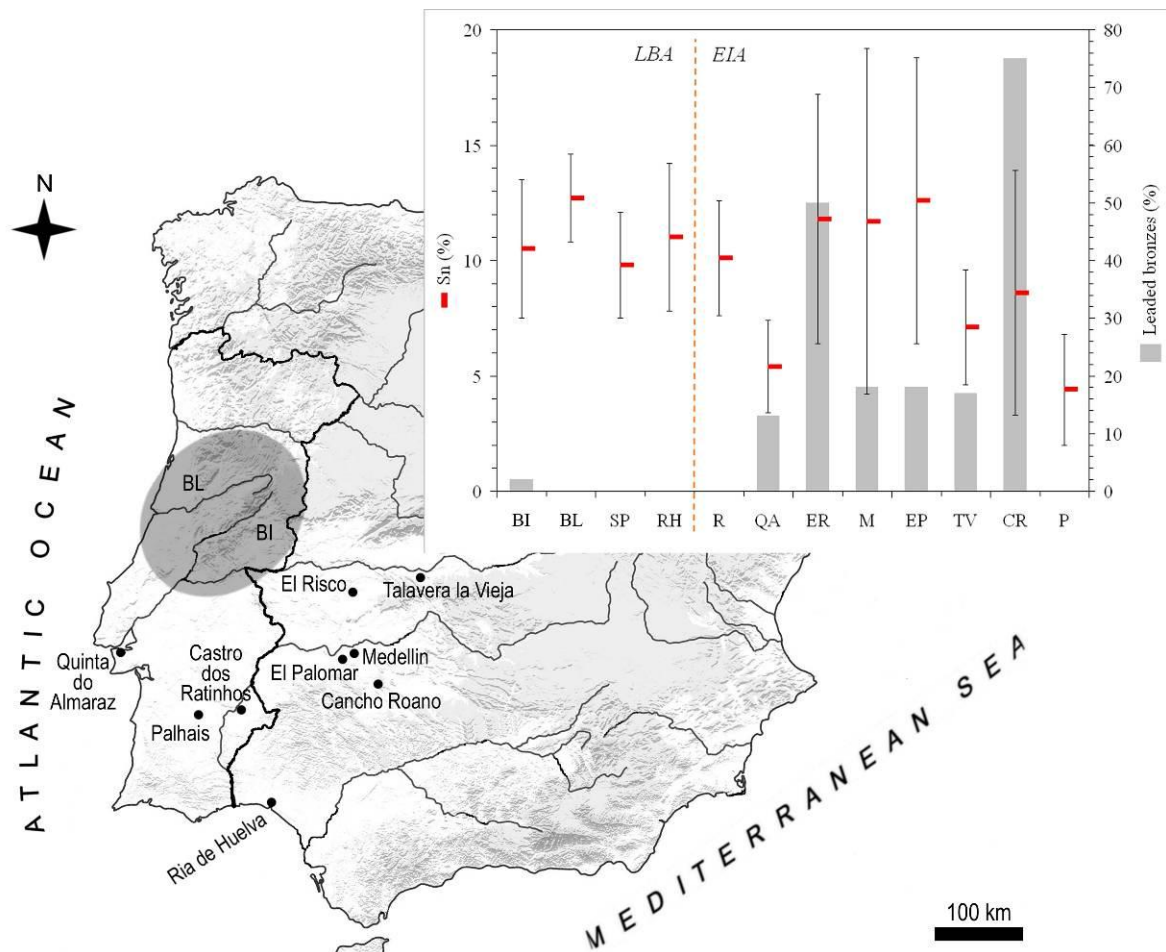 20
15
10
5
0
Sn (%)
LBA
EIA
80
70
60
50
40
30
20
10
0
Leaded bronzes (%)
BI BL SP RH R QA ER M EP TV CR P
N
ATLANTIC OCEAN
BL
BI
El Risco
Talavera la Vieja
Quinta
do
Almaraz
Castro
dos
Ratinhos
El Palomar
Medellin
Cancho Roano
Palhais
Ria de Huelva
MEDITERRANEAN SEA
100 km